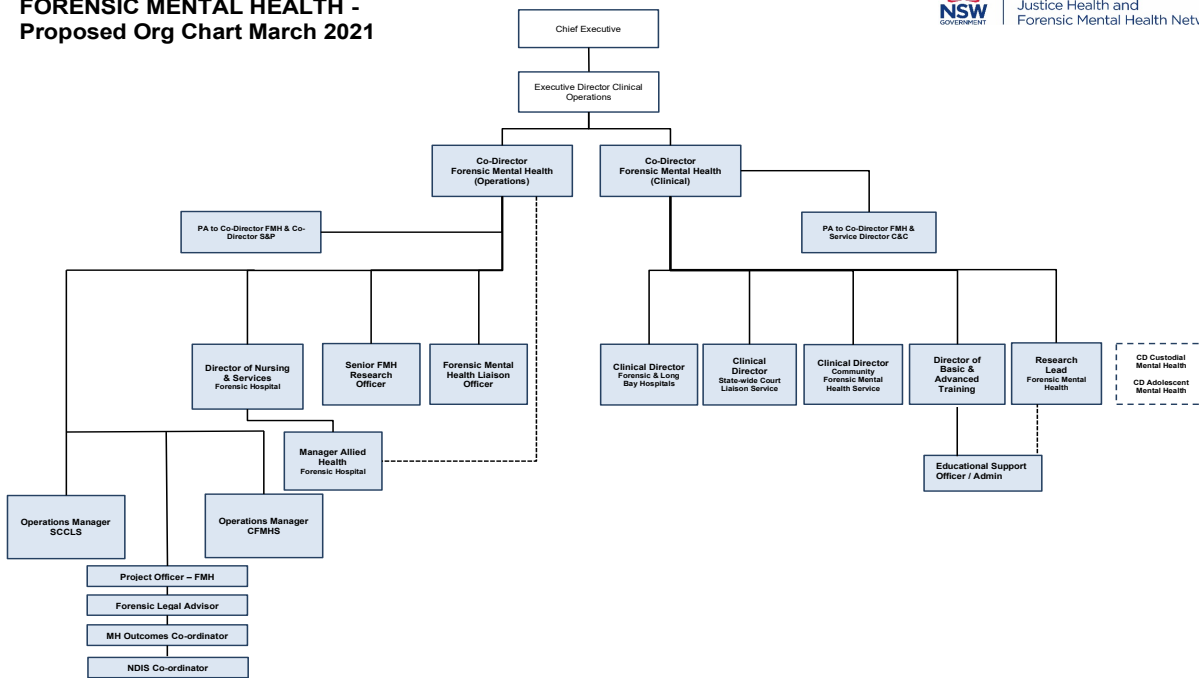 FORENSIC MENTAL HEALTH -
Proposed Org Chart March 2021
NSW
GOVERNMENT
Justice Health and
Forensic Mental Health Netw
Chief Executive
Executive Director Clinical
Operations
Co-Director
Forensic Mental Health
(Operations)
Co-Director
Forensic Mental Health
(Clinical)
PA to Co-Director FMH & Co-
Director S&P
PA to Co-Director FMH &
Service Director C&C
Director of Nursing
& Services
Forensic Hospital
Senior FMH
Research
Officer
Forensic Mental
Health Liaison
Officer
Clinical Director
Forensic & Long
Bay Hospitals
Clinical
Director
State-wide Court
Liaison Service
Clinical Director
Community
Forensic Mental
Health Service
Director of
Basic &
Advanced
Training
Research
Lead
Forensic Mental
Health
CD Custodial
Mental Health
CD Adolescent
Mental Health
Manager Allied
Health
Forensic Hospital
Educational Support
Officer / Admin
Operations Manager
SCCLS
Operations Manager
CFMHS
Project Officer – FMH
Forensic Legal Advisor
MH Outcomes Co-ordinator
NDIS Co-ordinator